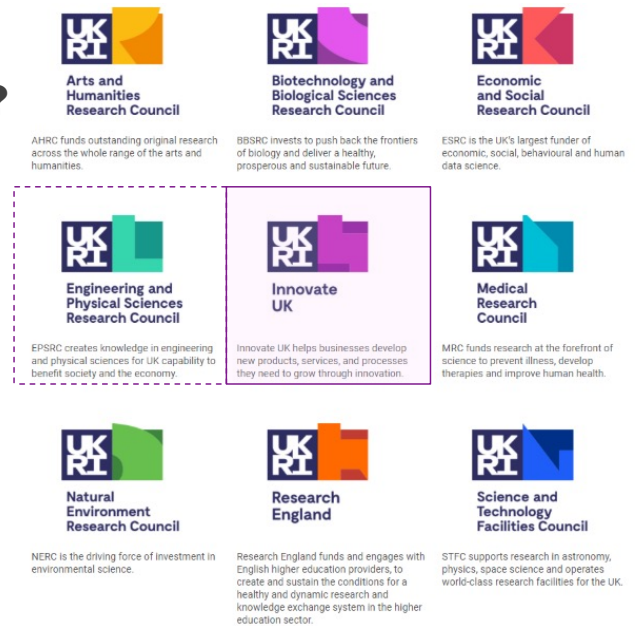 UK
RI
Arts and
Humanities
Research Council
AHRC funds outstanding original research
across the whole range of the arts and
humanities.
UK
RI
Biotechnology and
Biological Sciences
Research Council
BBSRC invests to push back the frontiers
of biology and deliver a healthy,
prosperous and sustainable future.
UK
RI
Economic
and Social
Research Council
ESRC is the UK's largest funder of
economic, social, behavioural and human
data science.
UK
RI
Engineering and
Physical Sciences
Research Council
EPSRC creates knowledge in engineering
and physical sciences for UK capability to
benefit society and the economy.
UK
RI
Innovate
UK
Innovate UK helps businesses develop
new products, services, and processes
they need to grow through innovation.
UK
RI
Medical
Research
Council
MRC funds research at the forefront of
science to prevent illness, develop
therapies and improve human health.
UK
RI
Natural
Environment
Research Council
NERC is the driving force of investment in
environmental science.
UK
RI
Research
England
Research England funds and engages with
English higher education providers, to
create and sustain the conditions for a
healthy and dynamic research and
knowledge exchange system in the higher
education sector.
UK
RI
Science and
Technology
Facilities Council
STFC supports research in astronomy,
physics, space science and operates
world-class research facilities for the UK.